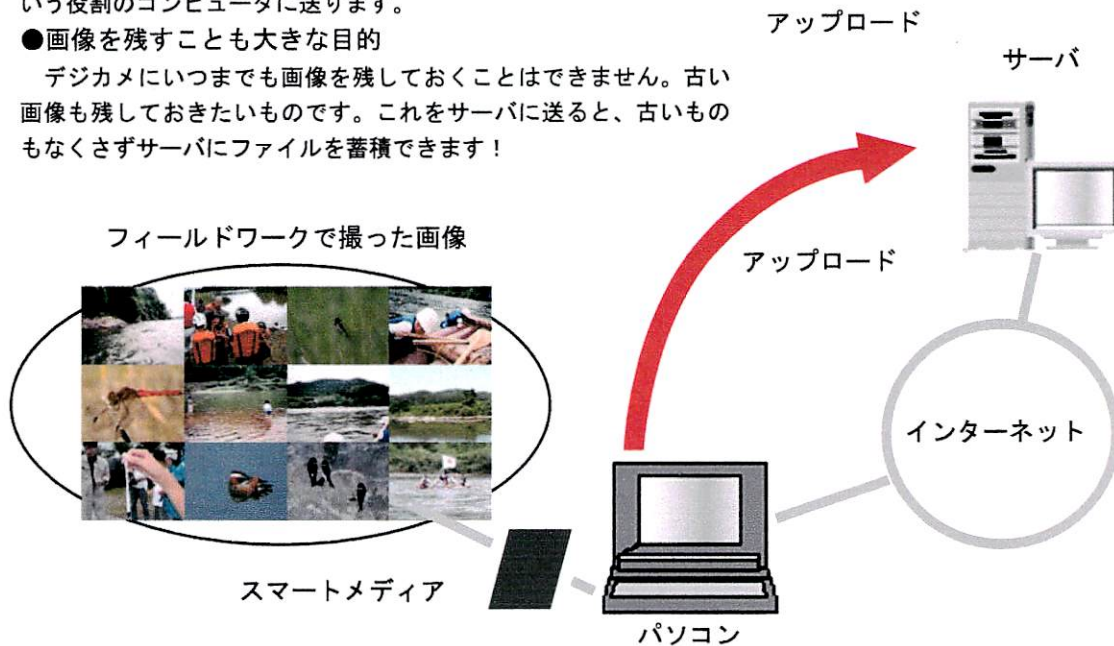 いう役割のコンピュータに送ります。
●画像を残すことも大きな目的
　デジカメにいつまでも画像を残しておくことはできません。古い
画像も残しておきたいものです。これをサーバに送ると、古いもの
もなくさずサーバにファイルを蓄積できます！
アップロード
サーバ
フィールドワークで撮った画像
アップロード
インターネット
スマートメディア
パソコン